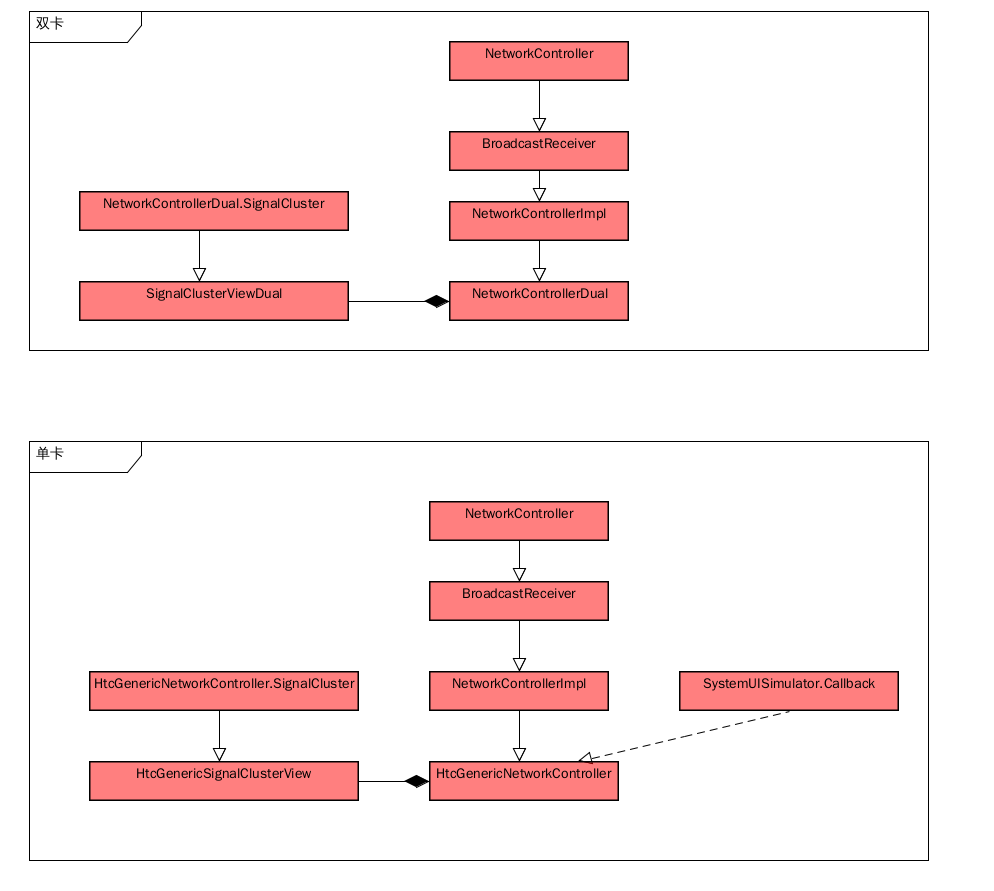 双卡
NetworkController
BroadcastReceiver
NetworkControllerDual.SignalCluster
NetworkControllerImpl
SignalClusterViewDual
NetworkControllerDual
单卡
NetworkController
BroadcastReceiver
HtcGenericNetworkController.SignalCluster
NetworkControllerImpl
SystemUISimulator.Callback
HtcGenericSignalClusterView
HtcGenericNetworkController